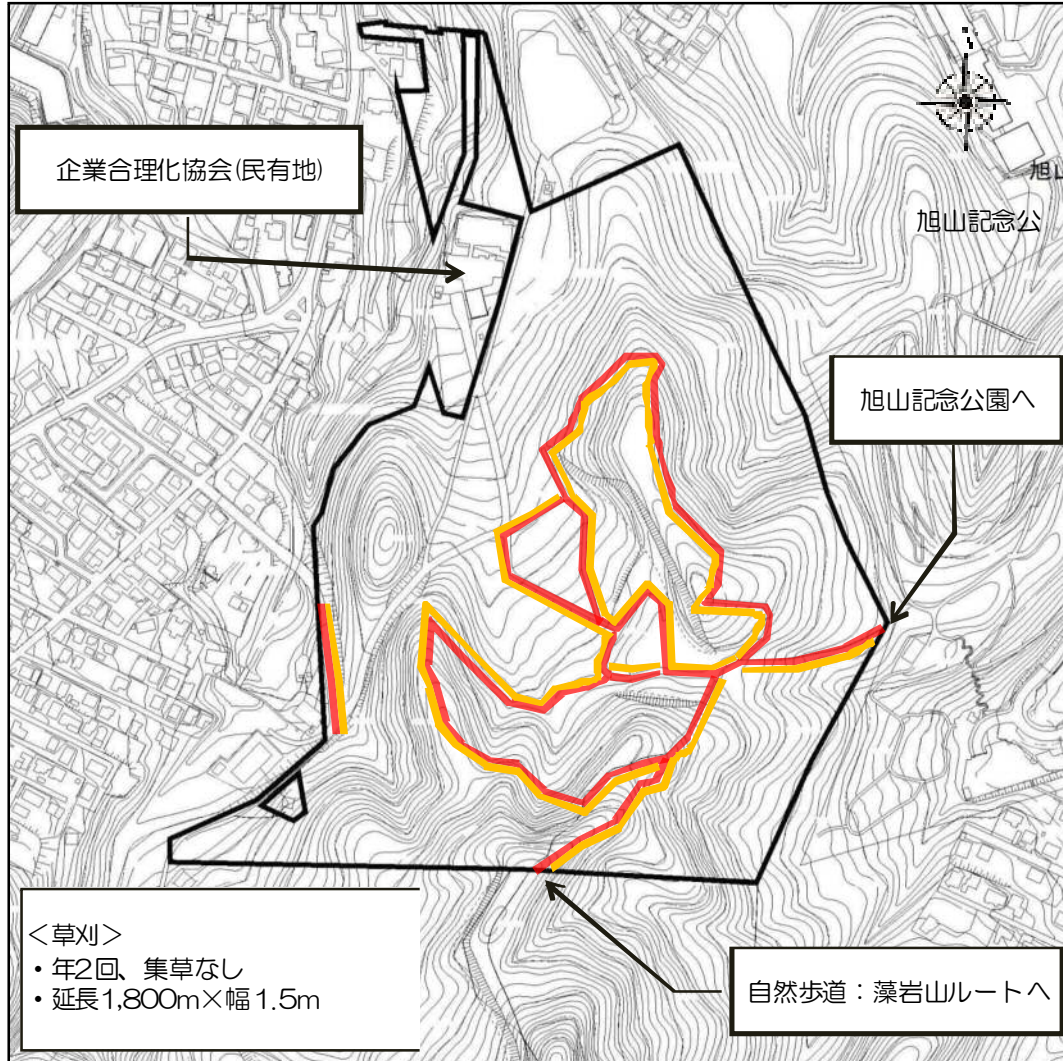 企業合理化協会(民有地)
旭山
旭山記念公
旭山記念公園へ
<草刈>
・年2回、集草なし
・延長1,800m×幅1.5m
自然歩道：藻岩山ルートへ